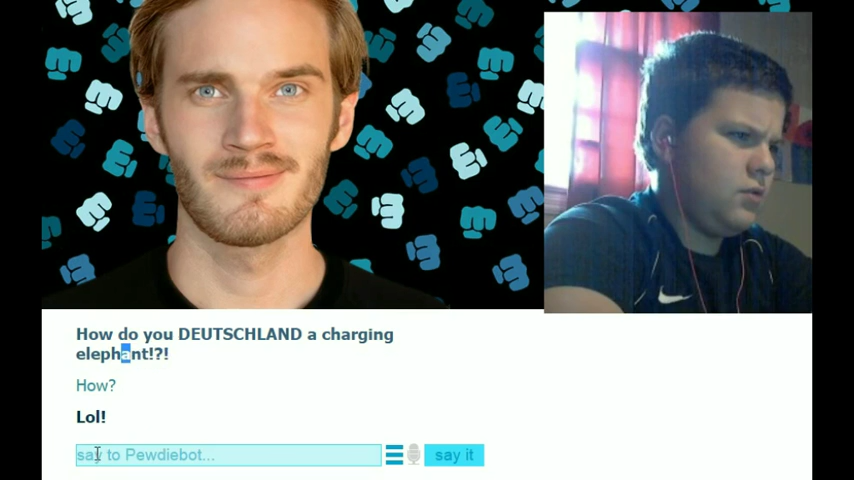 How do you DEUTSCHLAND a charging
elephant!?!
How?
Lol!
say to Pewdiebot...
say it